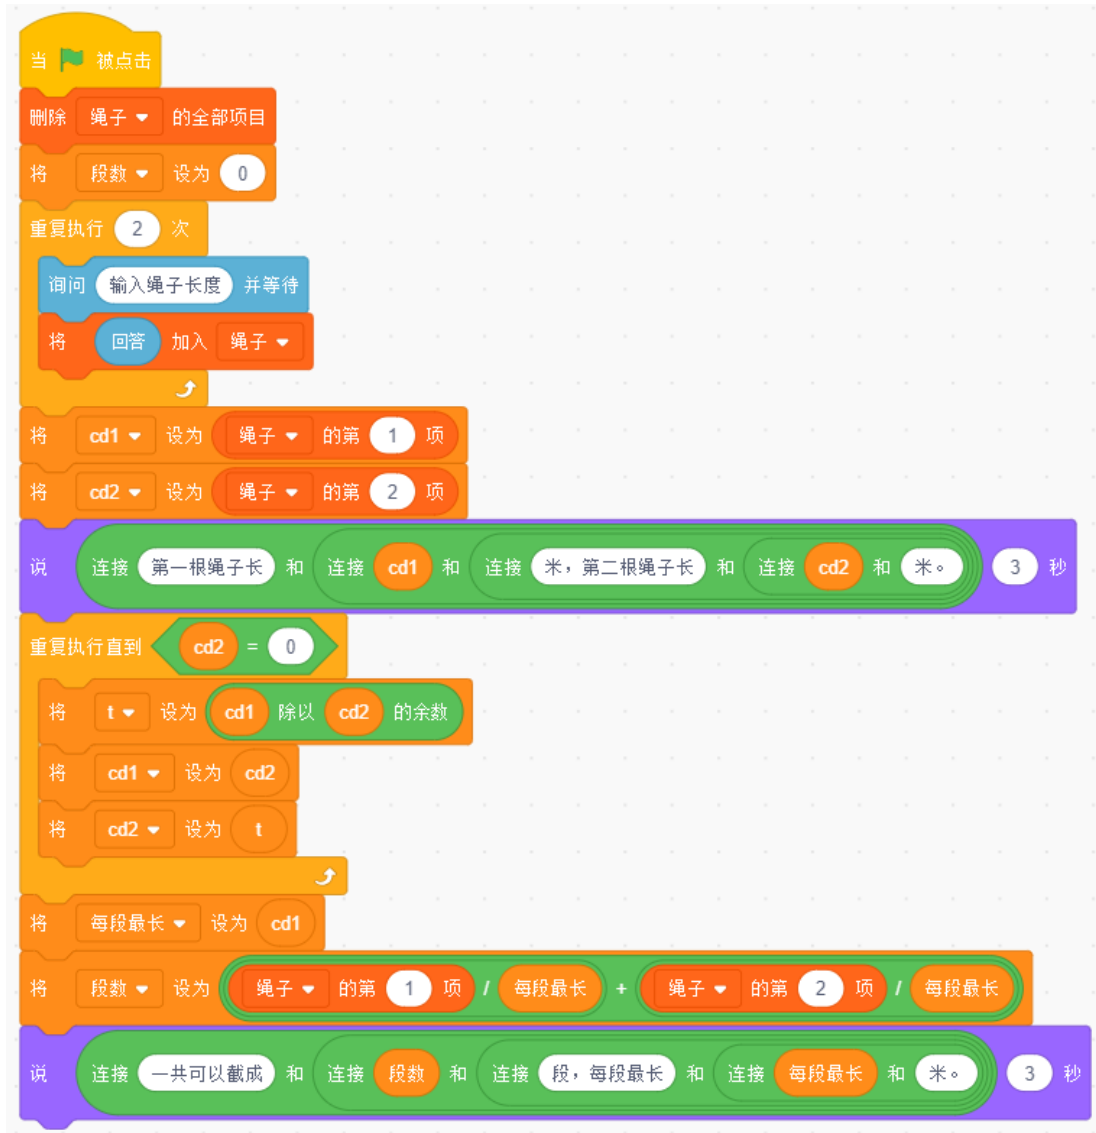 当 被点击
删除 绳子 的全部项目
将 段数 设为 0
重复执行 2 次
询问 输入绳子长度 并等待
将 回答 加入 绳子
将 cd1 设为 绳子 的第 1 项
将 cd2 设为 绳子 的第 2 项
说 连接 第一根绳子长 和 连接 cd1 和 连接 米，第二根绳子长 和 连接 cd2 和 米。 3 秒
重复执行直到 cd2 = 0
将 t 设为 cd1 除以 cd2 的余数
将 cd1 设为 cd2
将 cd2 设为 t
将 每段最长 设为 cd1
将 段数 设为 绳子 的第 1 项 / 每段最长 + 绳子 的第 2 项 / 每段最长
说 连接 一共可以截成 和 连接 段数 和 连接 段，每段最长 和 连接 每段最长 和 米。 3 秒